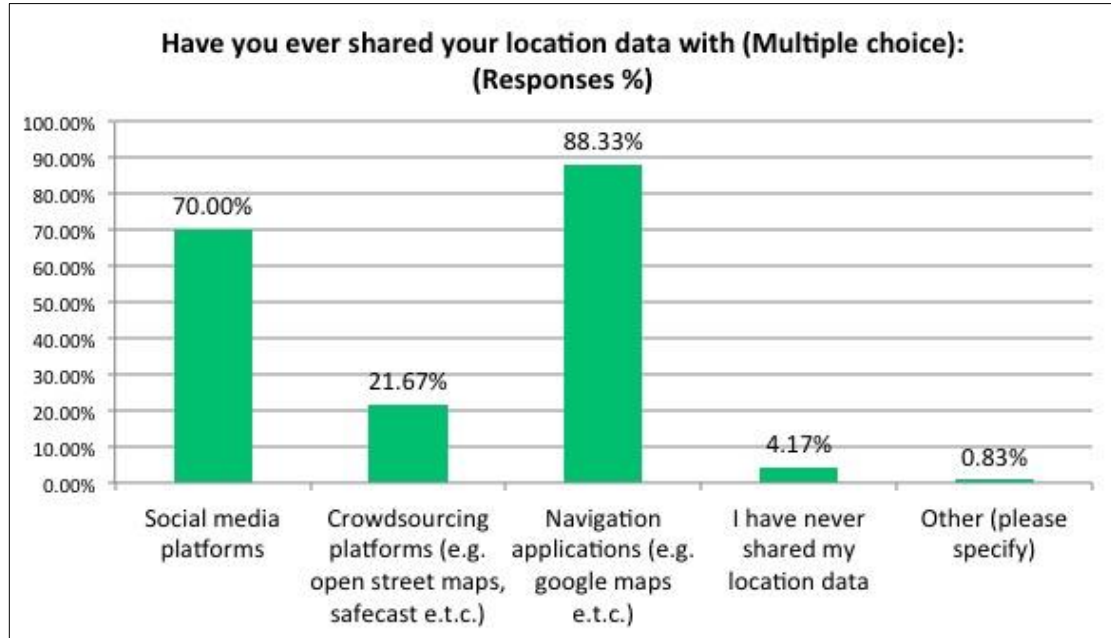 Have you ever shared your location data with (Multiple choice):
(Responses %)
100.00%
90.00%
80.00%
70.00%
60.00%
50.00%
40.00%
30.00%
20.00%
10.00%
0.00%
70.00%
21.67%
88.33%
4.17%
0.83%
Social media
platforms
Crowdsourcing
platforms (e.g.
open street maps,
safecast e.t.c.)
Navigation
applications (e.g.
google maps
e.t.c.)
I have never
shared my
location data
Other (please
specify)